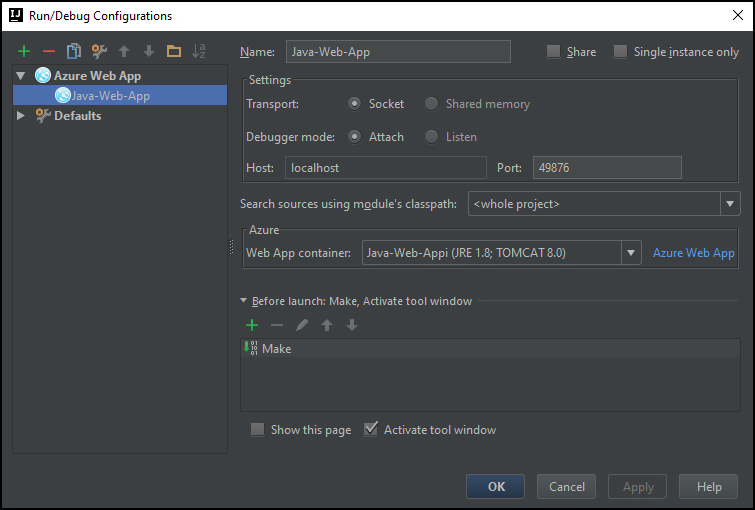 IJ Run/Debug Configurations
Name: Java-Web-App Share Single instance only
Azure Web App
Java-Web-App
Defaults
Settings
Transport: Socket Shared memory
Debugger mode: Attach Listen
Host: localhost Port: 49876
Search sources using module's classpath: <whole project>
Azure
Web App container: Java-Web-Appi (JRE 1.8; TOMCAT 8.0) Azure Web App
Before launch: Make, Activate tool window
Make
Show this page Activate tool window
OK Cancel Apply Help